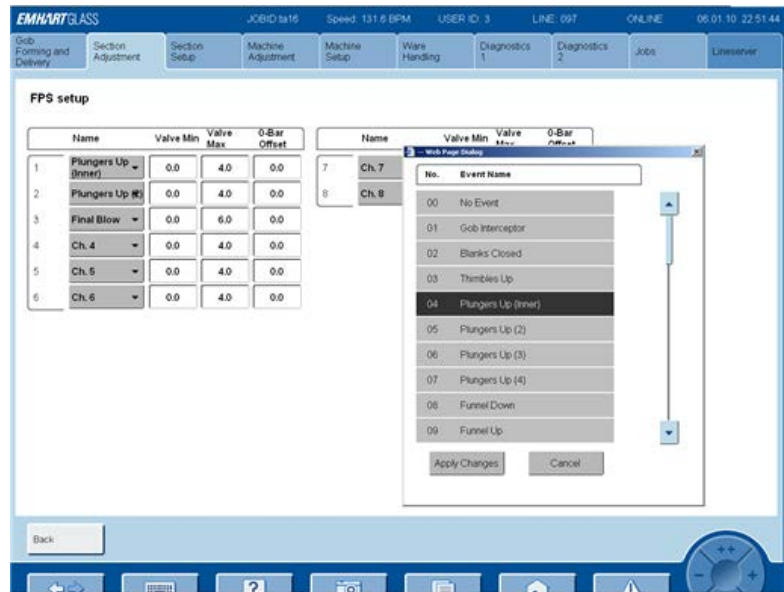 EMHART GLASS JOBID ta16 Speed: 131.6 BPM USER ID: 3 LINE: 097 ONLINE 06.01.10 22:51:44
Gob Forming and Delivery
Section Adjustment
Section Setup
Machine Adjustment
Machine Setup
Ware Handling
Diagnostics 1
Diagnostics 2
Jobs
Lineserver
FPS setup
Name Valve Min Valve Max 0-Bar Offset
1 Plungers Up (Inner) 0.0 4.0 0.0
2 Plungers Up 0.0 4.0 0.0
3 Final Blow 0.0 6.0 0.0
4 Ch. 4 0.0 4.0 0.0
5 Ch. 5 0.0 4.0 0.0
6 Ch. 6 0.0 4.0 0.0
Name Valve Min Valve Max 0-Bar Offset
7 Ch. 7
8 Ch. 8
-- Web Page Dialog
No. Event Name
00 No Event
01 Gob Interceptor
02 Blanks Closed
03 Thimbles Up
04 Plungers Up (Inner)
05 Plungers Up (2)
06 Plungers Up (3)
07 Plungers Up (4)
08 Funnel Down
09 Funnel Up
Apply Changes
Cancel
Back
++
- +